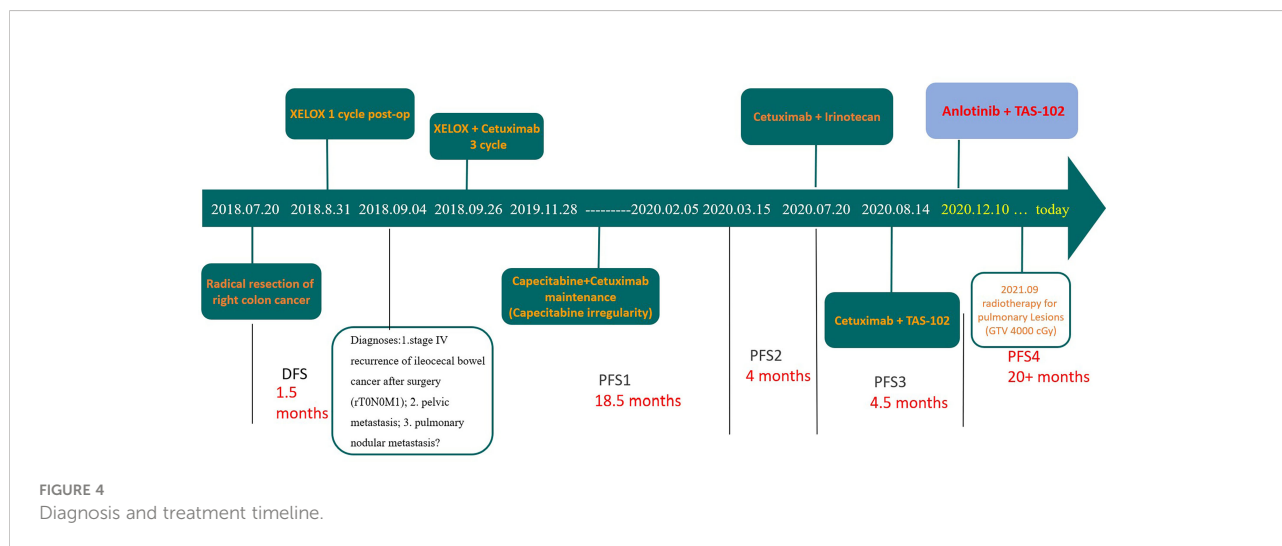 XELOX 1 cycle post-op
XELOX + Cetuximab
3 cycle
Cetuximab + Irinotecan
Anlotinib + TAS-102
2018.07.20 2018.8.31 2018.09.04 2018.09.26 2019.11.28 ---------2020.02.05 2020.03.15 2020.07.20 2020.08.14 2020.12.10 ... today
Radical resection of
right colon cancer
Capecitabine+Cetuximab
maintenance
(Capecitabine irregularity)
Cetuximab + TAS-102
2021.09
radiotherapy for
pulmonary Lesions
(GTV 4000 cGy)
Diagnoses:1.stage IV
recurrence of ileocecal bowel
cancer after surgery
(rT0N0M1); 2. pelvic
metastasis; 3. pulmonary
nodular metastasis?
DFS
1.5
months
PFS1
18.5 months
PFS2
4 months
PFS3
4.5 months
PFS4
20+ months
FIGURE 4
Diagnosis and treatment timeline.